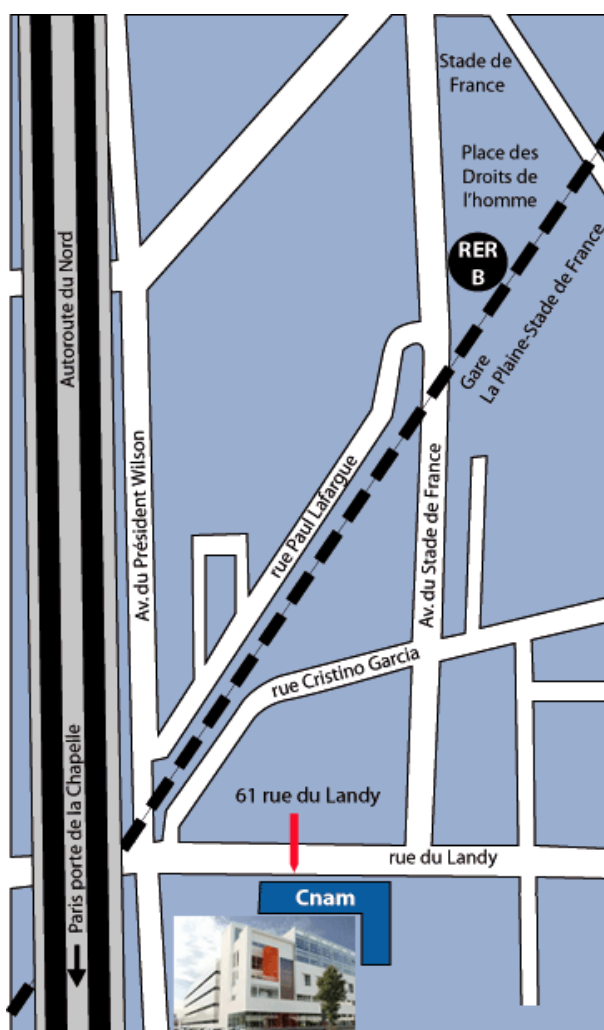 Stade de
France
Place des
Droits de
l'homme
RER
B
Gare
La Plaine-Stade de France
Autoroute du Nord
Av. du Président Wilson
rue Paul Lafargue
Av. du Stade de France
rue Cristino Garcia
Paris porte de la Chapelle
61 rue du Landy
rue du Landy
Cnam